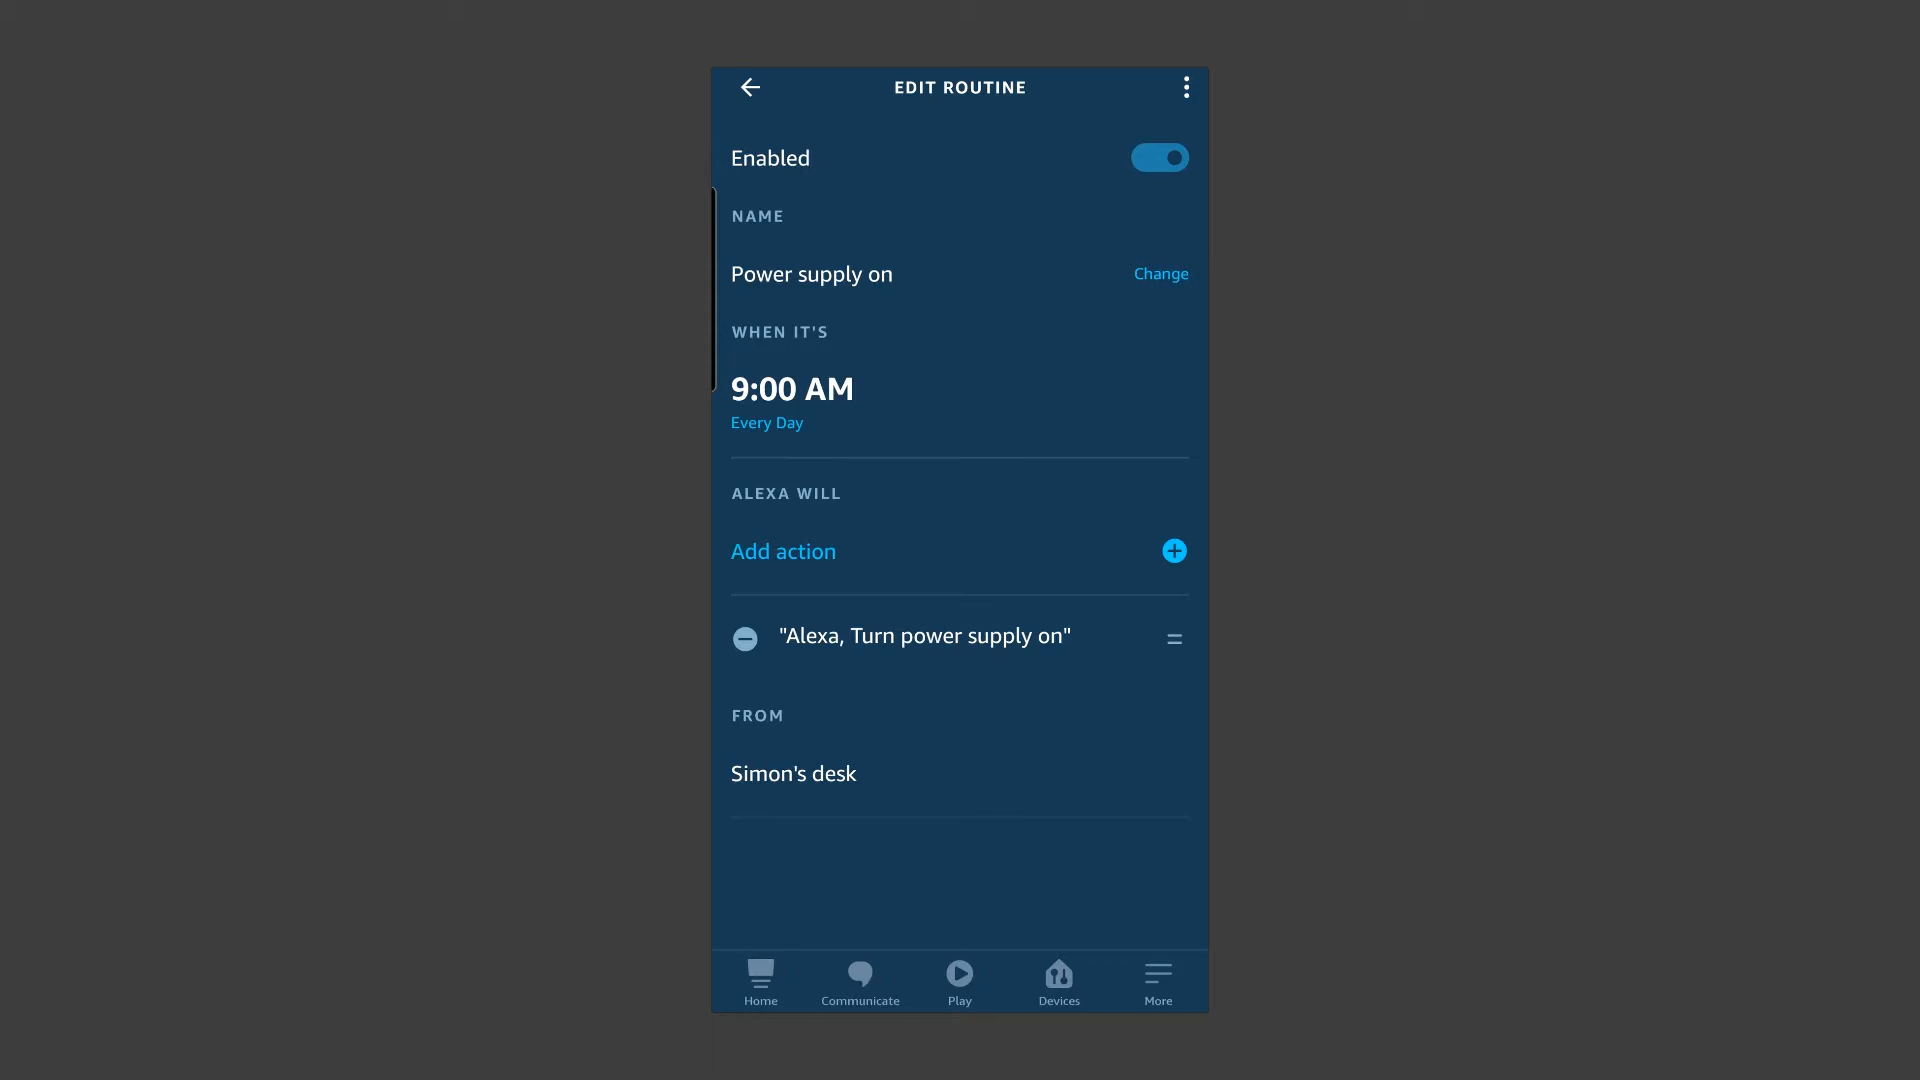 EDIT ROUTINE
Enabled
NAME
Power supply on
Change
WHEN IT'S
9:00 AM
Every Day
ALEXA WILL
Add action
"Alexa, Turn power supply on"
FROM
Simon's desk
Home
Communicate
Play
Devices
More